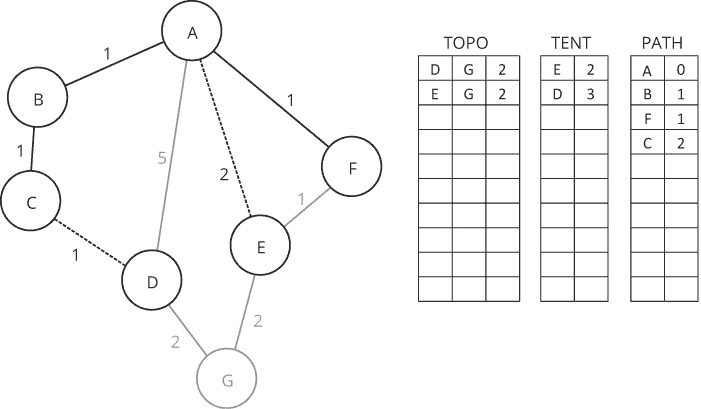 A
1
B
1
1
5
F
C
2
1
E
1
D
2
2
G
TOPO TENT PATH
D G 2 E 2 A 0
E G 2 D 3 B 1
F 1
C 2